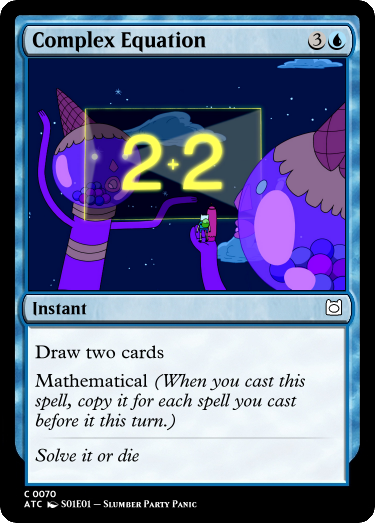 Complex Equation 3
2+2
Instant
Draw two cards
Mathematical (When you cast this
spell, copy it for each spell you cast
before it this turn.)
Solve it or die
C 0070
ATC S01E01 – Slumber Party Panic